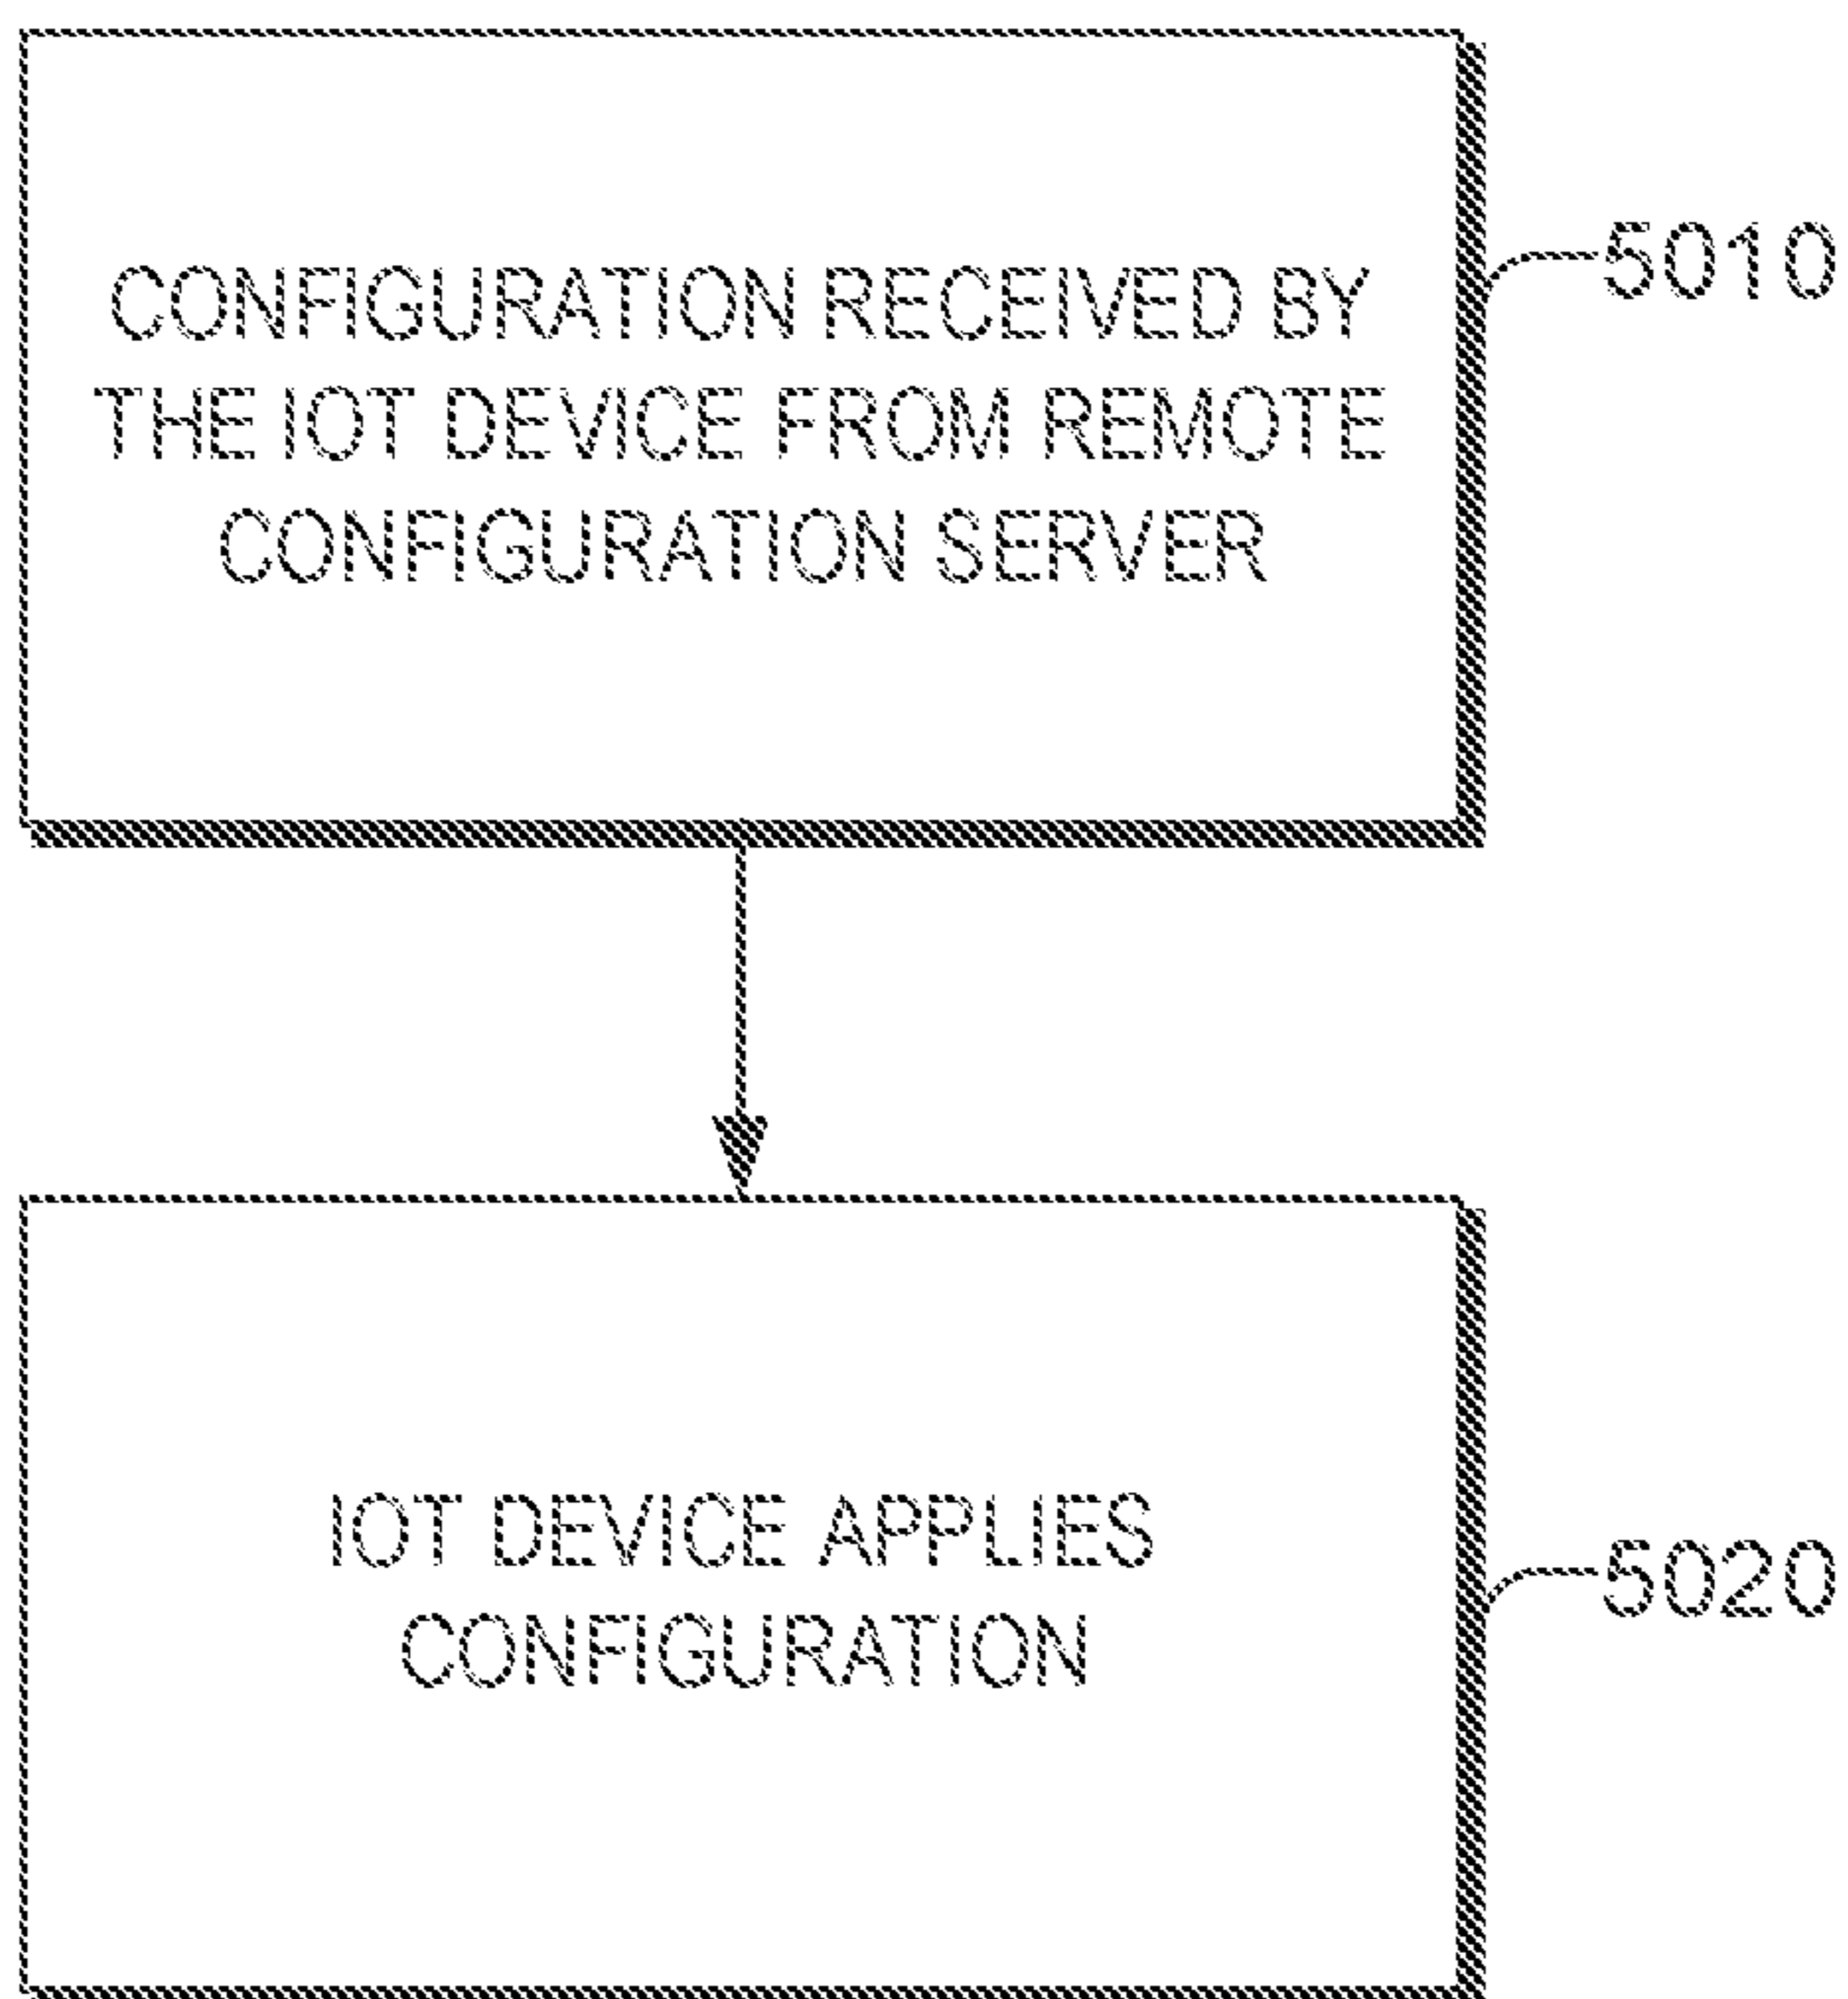 CONFIGURATION RECEIVED BY
THE IOT DEVICE FROM REMOTE
CONFIGURATION SERVER
5010
IOT DEVICE APPLIES
CONFIGURATION
5020